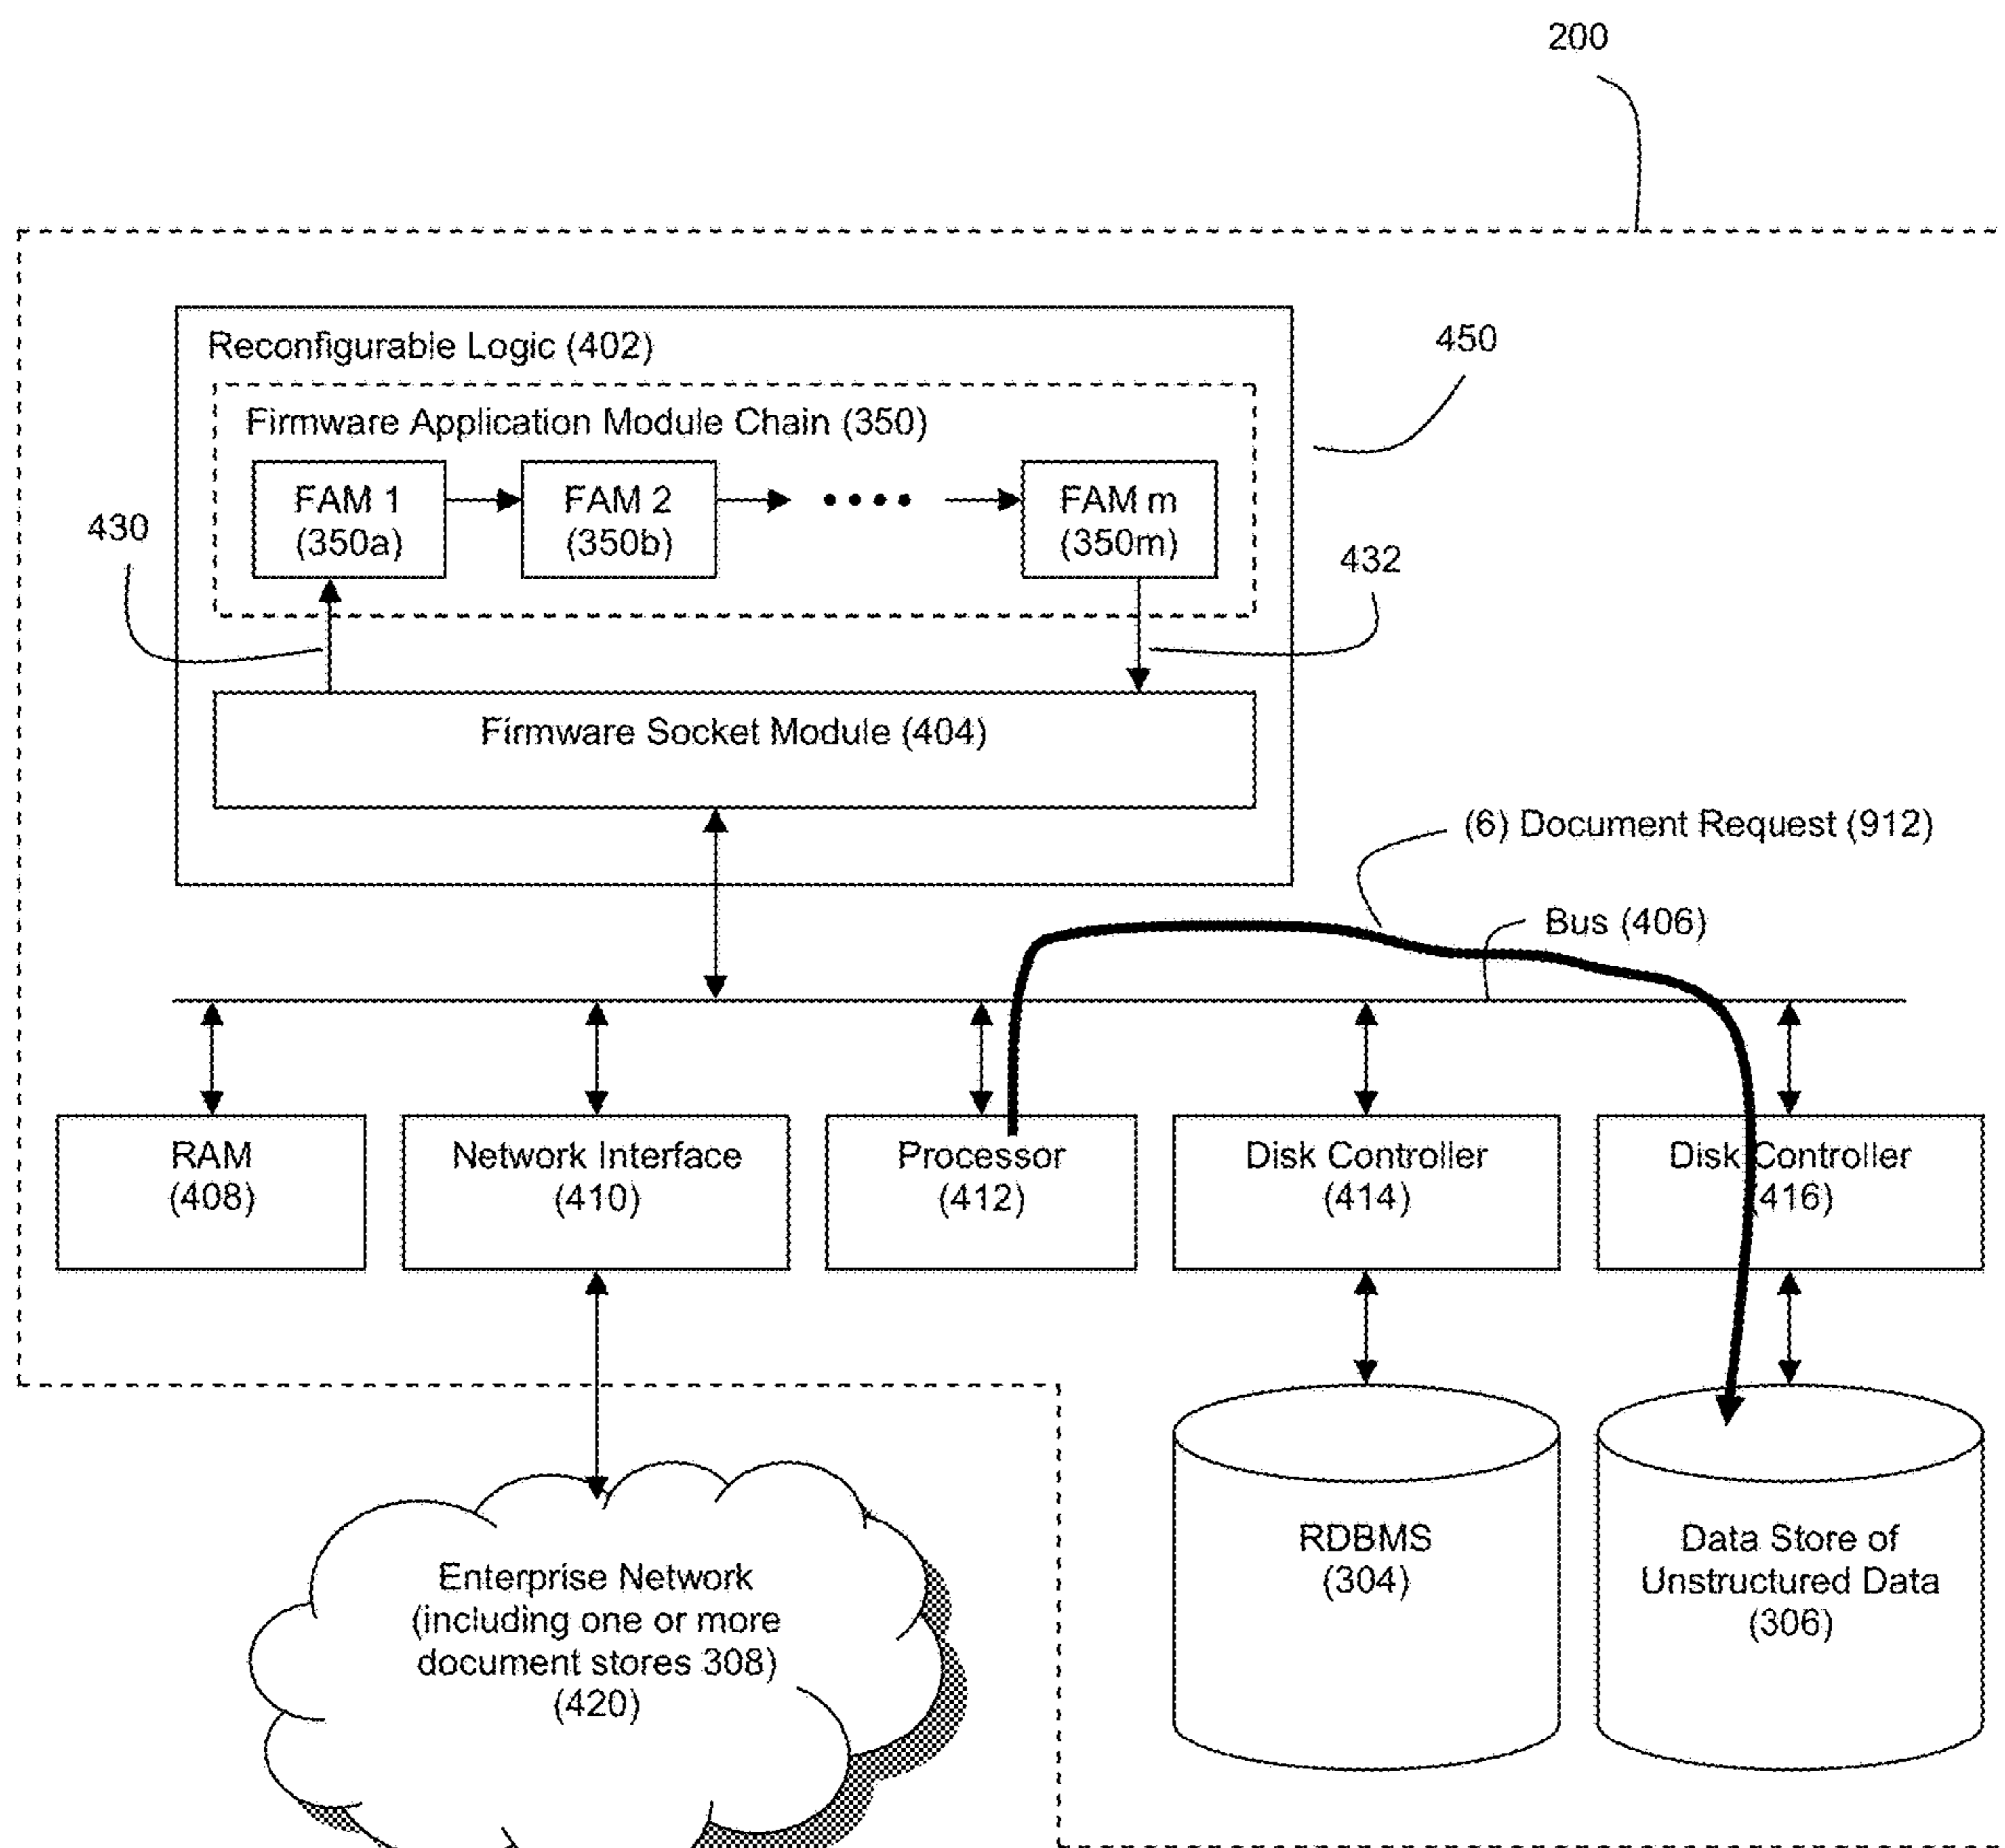 200
Reconfigurable Logic (402)
450
Firmware Application Module Chain (350)
FAM 1
(350a)
FAM 2
(350b)
FAM m
(350m)
430
432
Firmware Socket Module (404)
(6) Document Request (912)
Bus (406)
RAM
(408)
Network Interface
(410)
Processor
(412)
Disk Controller
(414)
Disk Controller
(416)
RDBMS
(304)
Data Store of
Unstructured Data
(306)
Enterprise Network
(including one or more
document stores 308)
(420)